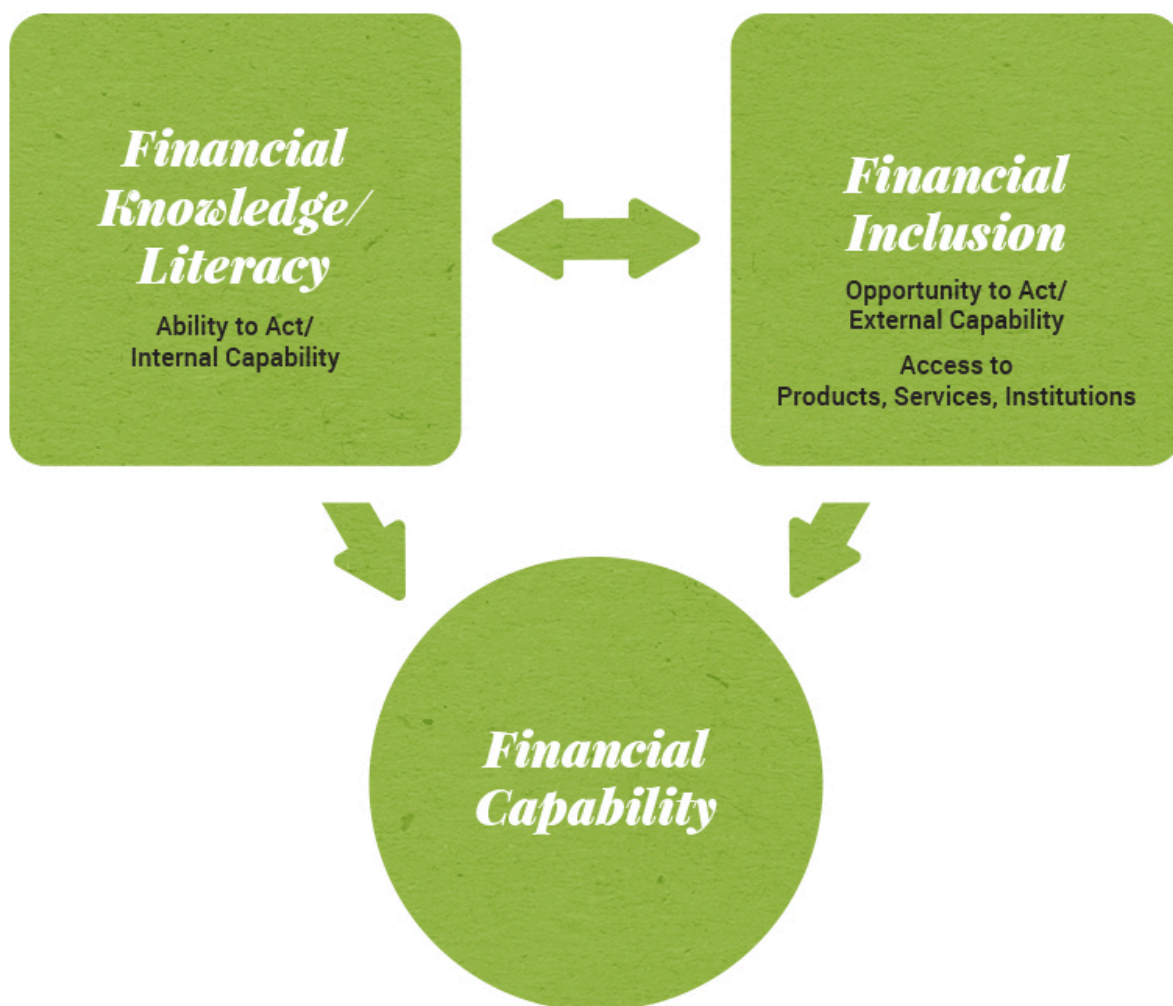 Financial
Knowledge/
Literacy
Ability to Act/
Internal Capability
Financial
Inclusion
Opportunity to Act/
External Capability
Access to
Products, Services, Institutions
Financial
Capability